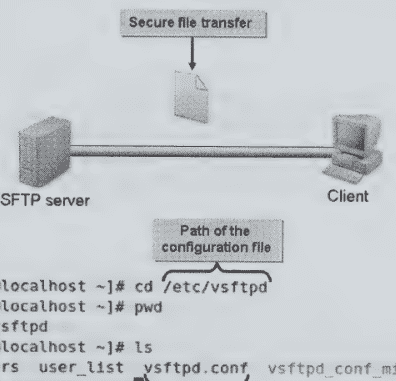 Secure file transfer
SFTP server
Client
Path of the
configuration file
localhost ~]# cd /etc/vsftpd
localhost ~]# pwd
sftpd
localhost ~]# ls
rs user_list vsftpd.conf vsftpd_conf_mi